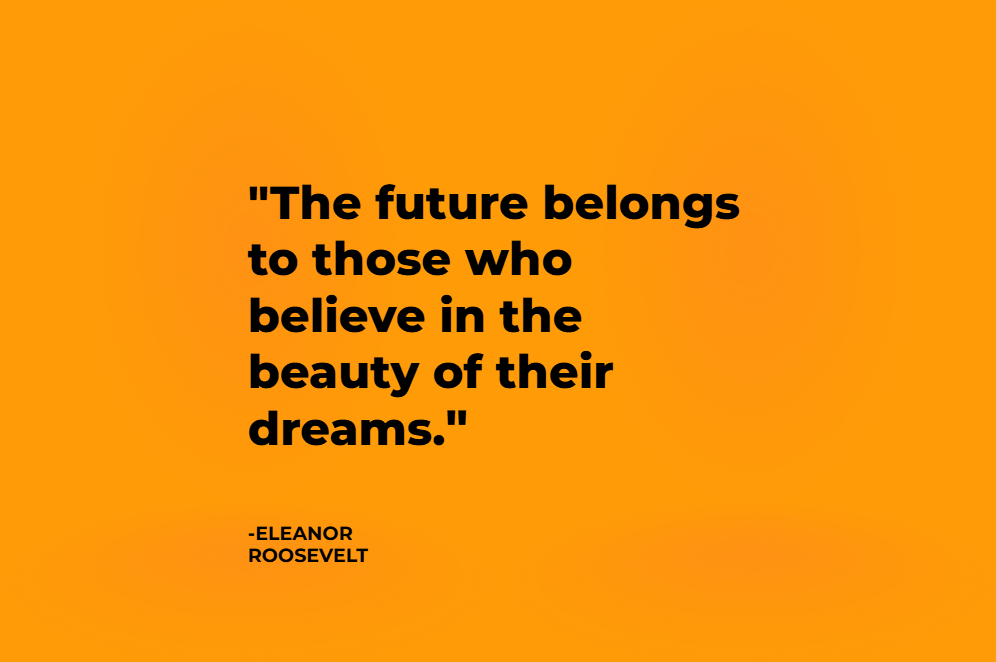 "The future belongs
to those who
believe in the
beauty of their
dreams."
-ELEANOR
ROOSEVELT